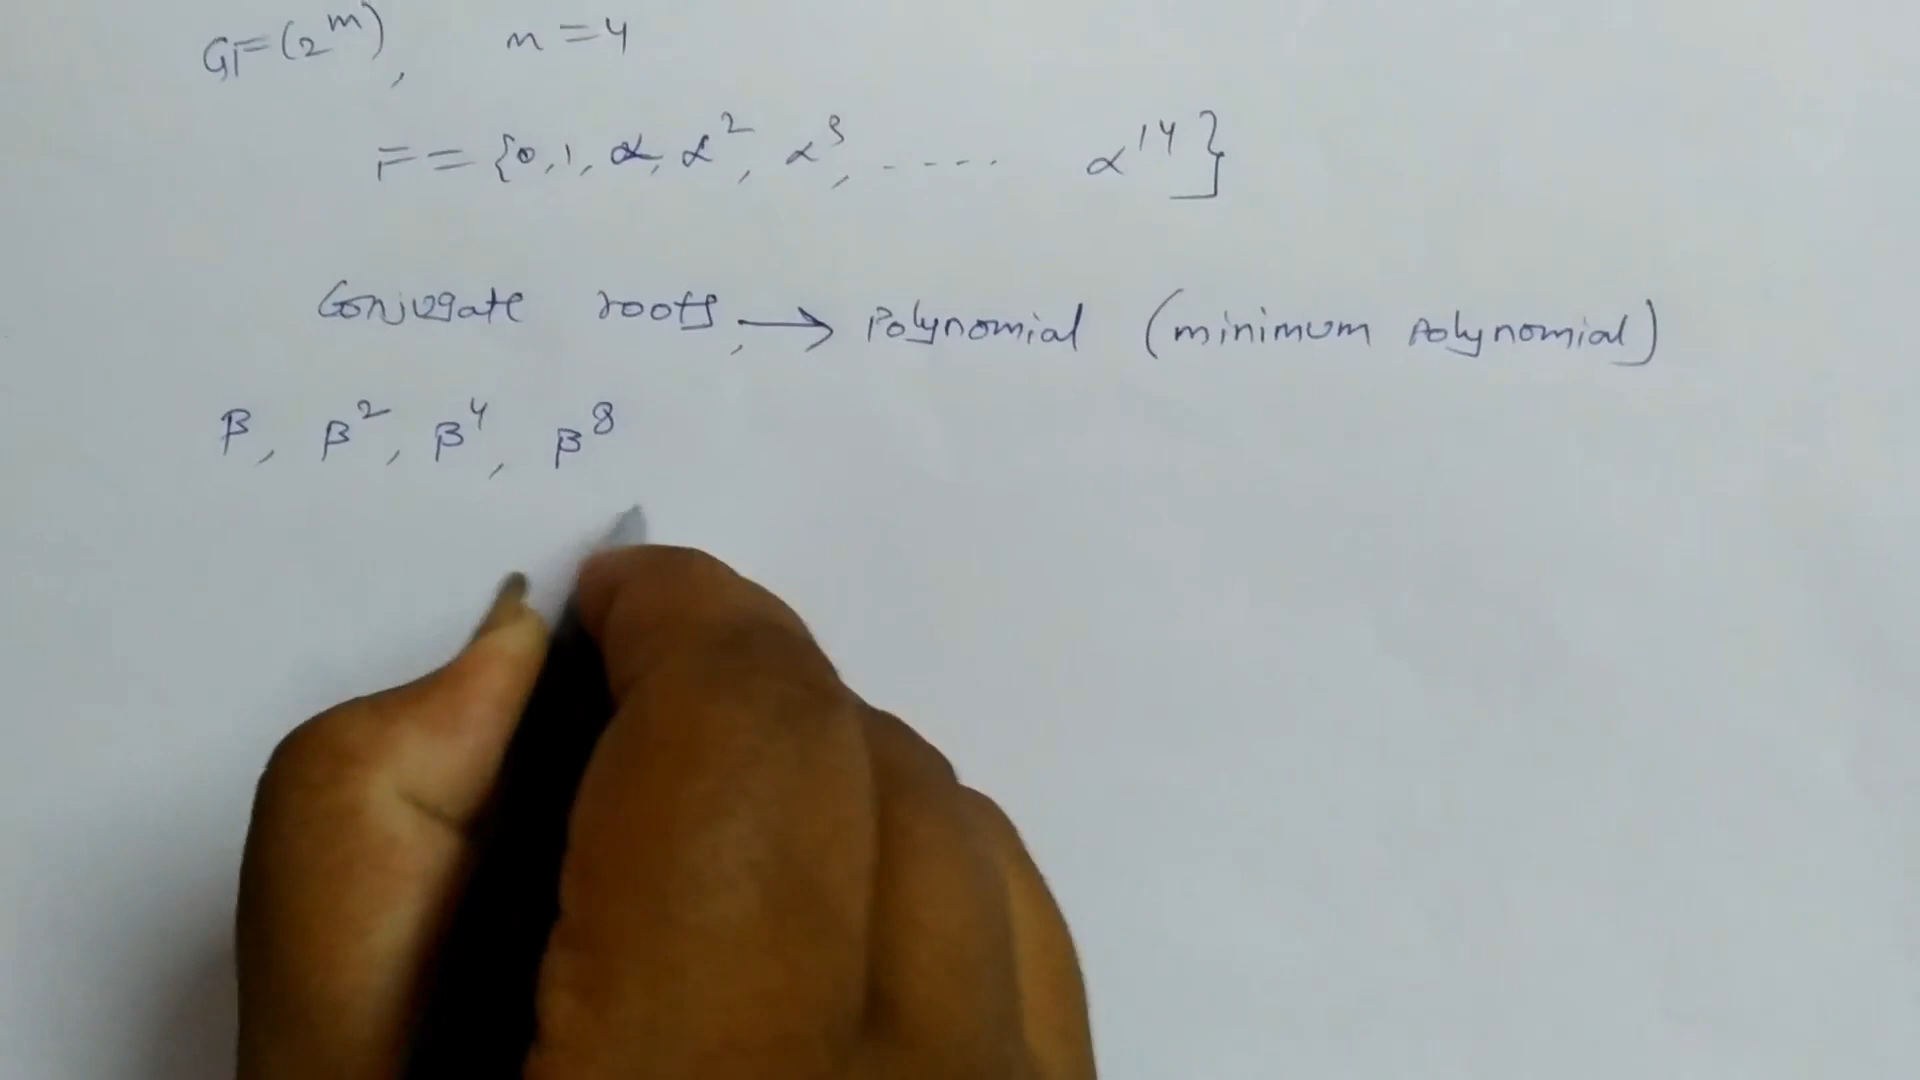 GF=(2^m), m=4
F={0,1,α,α^2,α^3,..... α^14}
Conjugate roots, → Polynomial (minimum Polynomial)
β, β^2, β^4, β^8